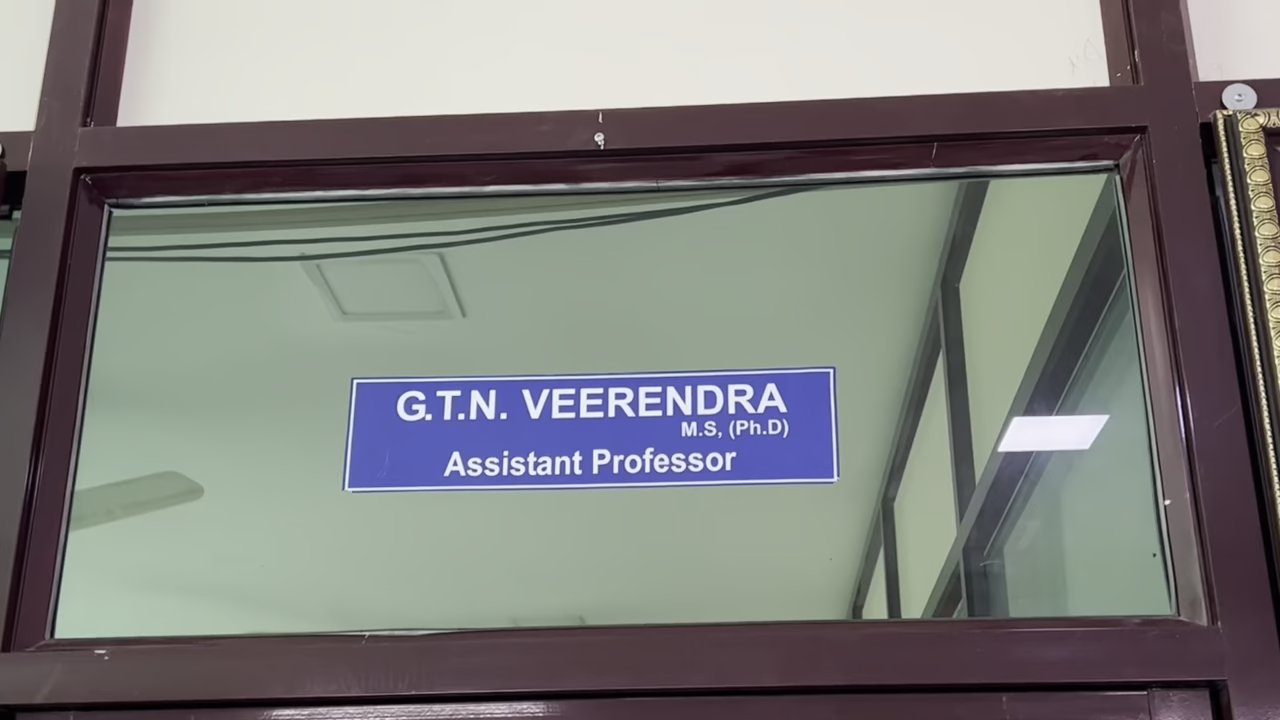 G.T.N. VEERENDRA
M.S, (Ph.D)
Assistant Professor